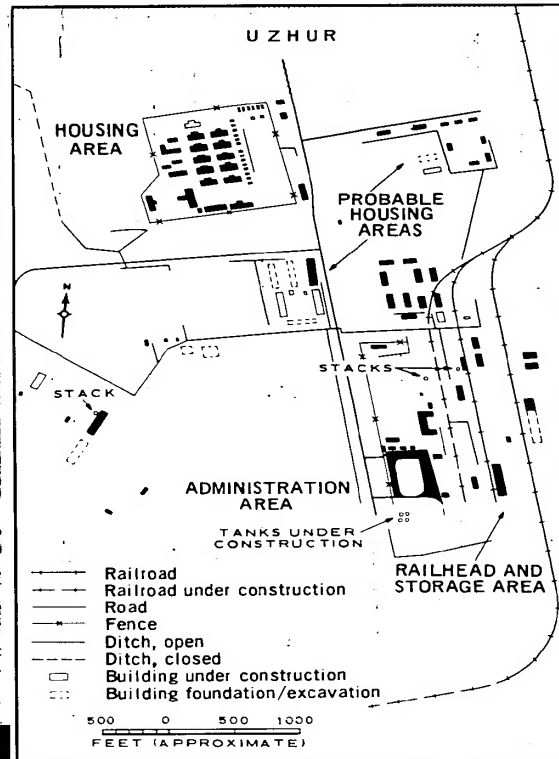 UZHUR
HOUSING
AREA
PROBABLE
HOUSING
AREAS
N
STACK
STACKS
ADMINISTRATION
AREA
TANKS UNDER
CONSTRUCTION
RAILHEAD AND
STORAGE AREA
Railroad
Railroad under construction
Road
Fence
Ditch, open
Ditch, closed
Building under construction
Building foundation/excavation
500 0 500 1000
FEET (APPROXIMATE)